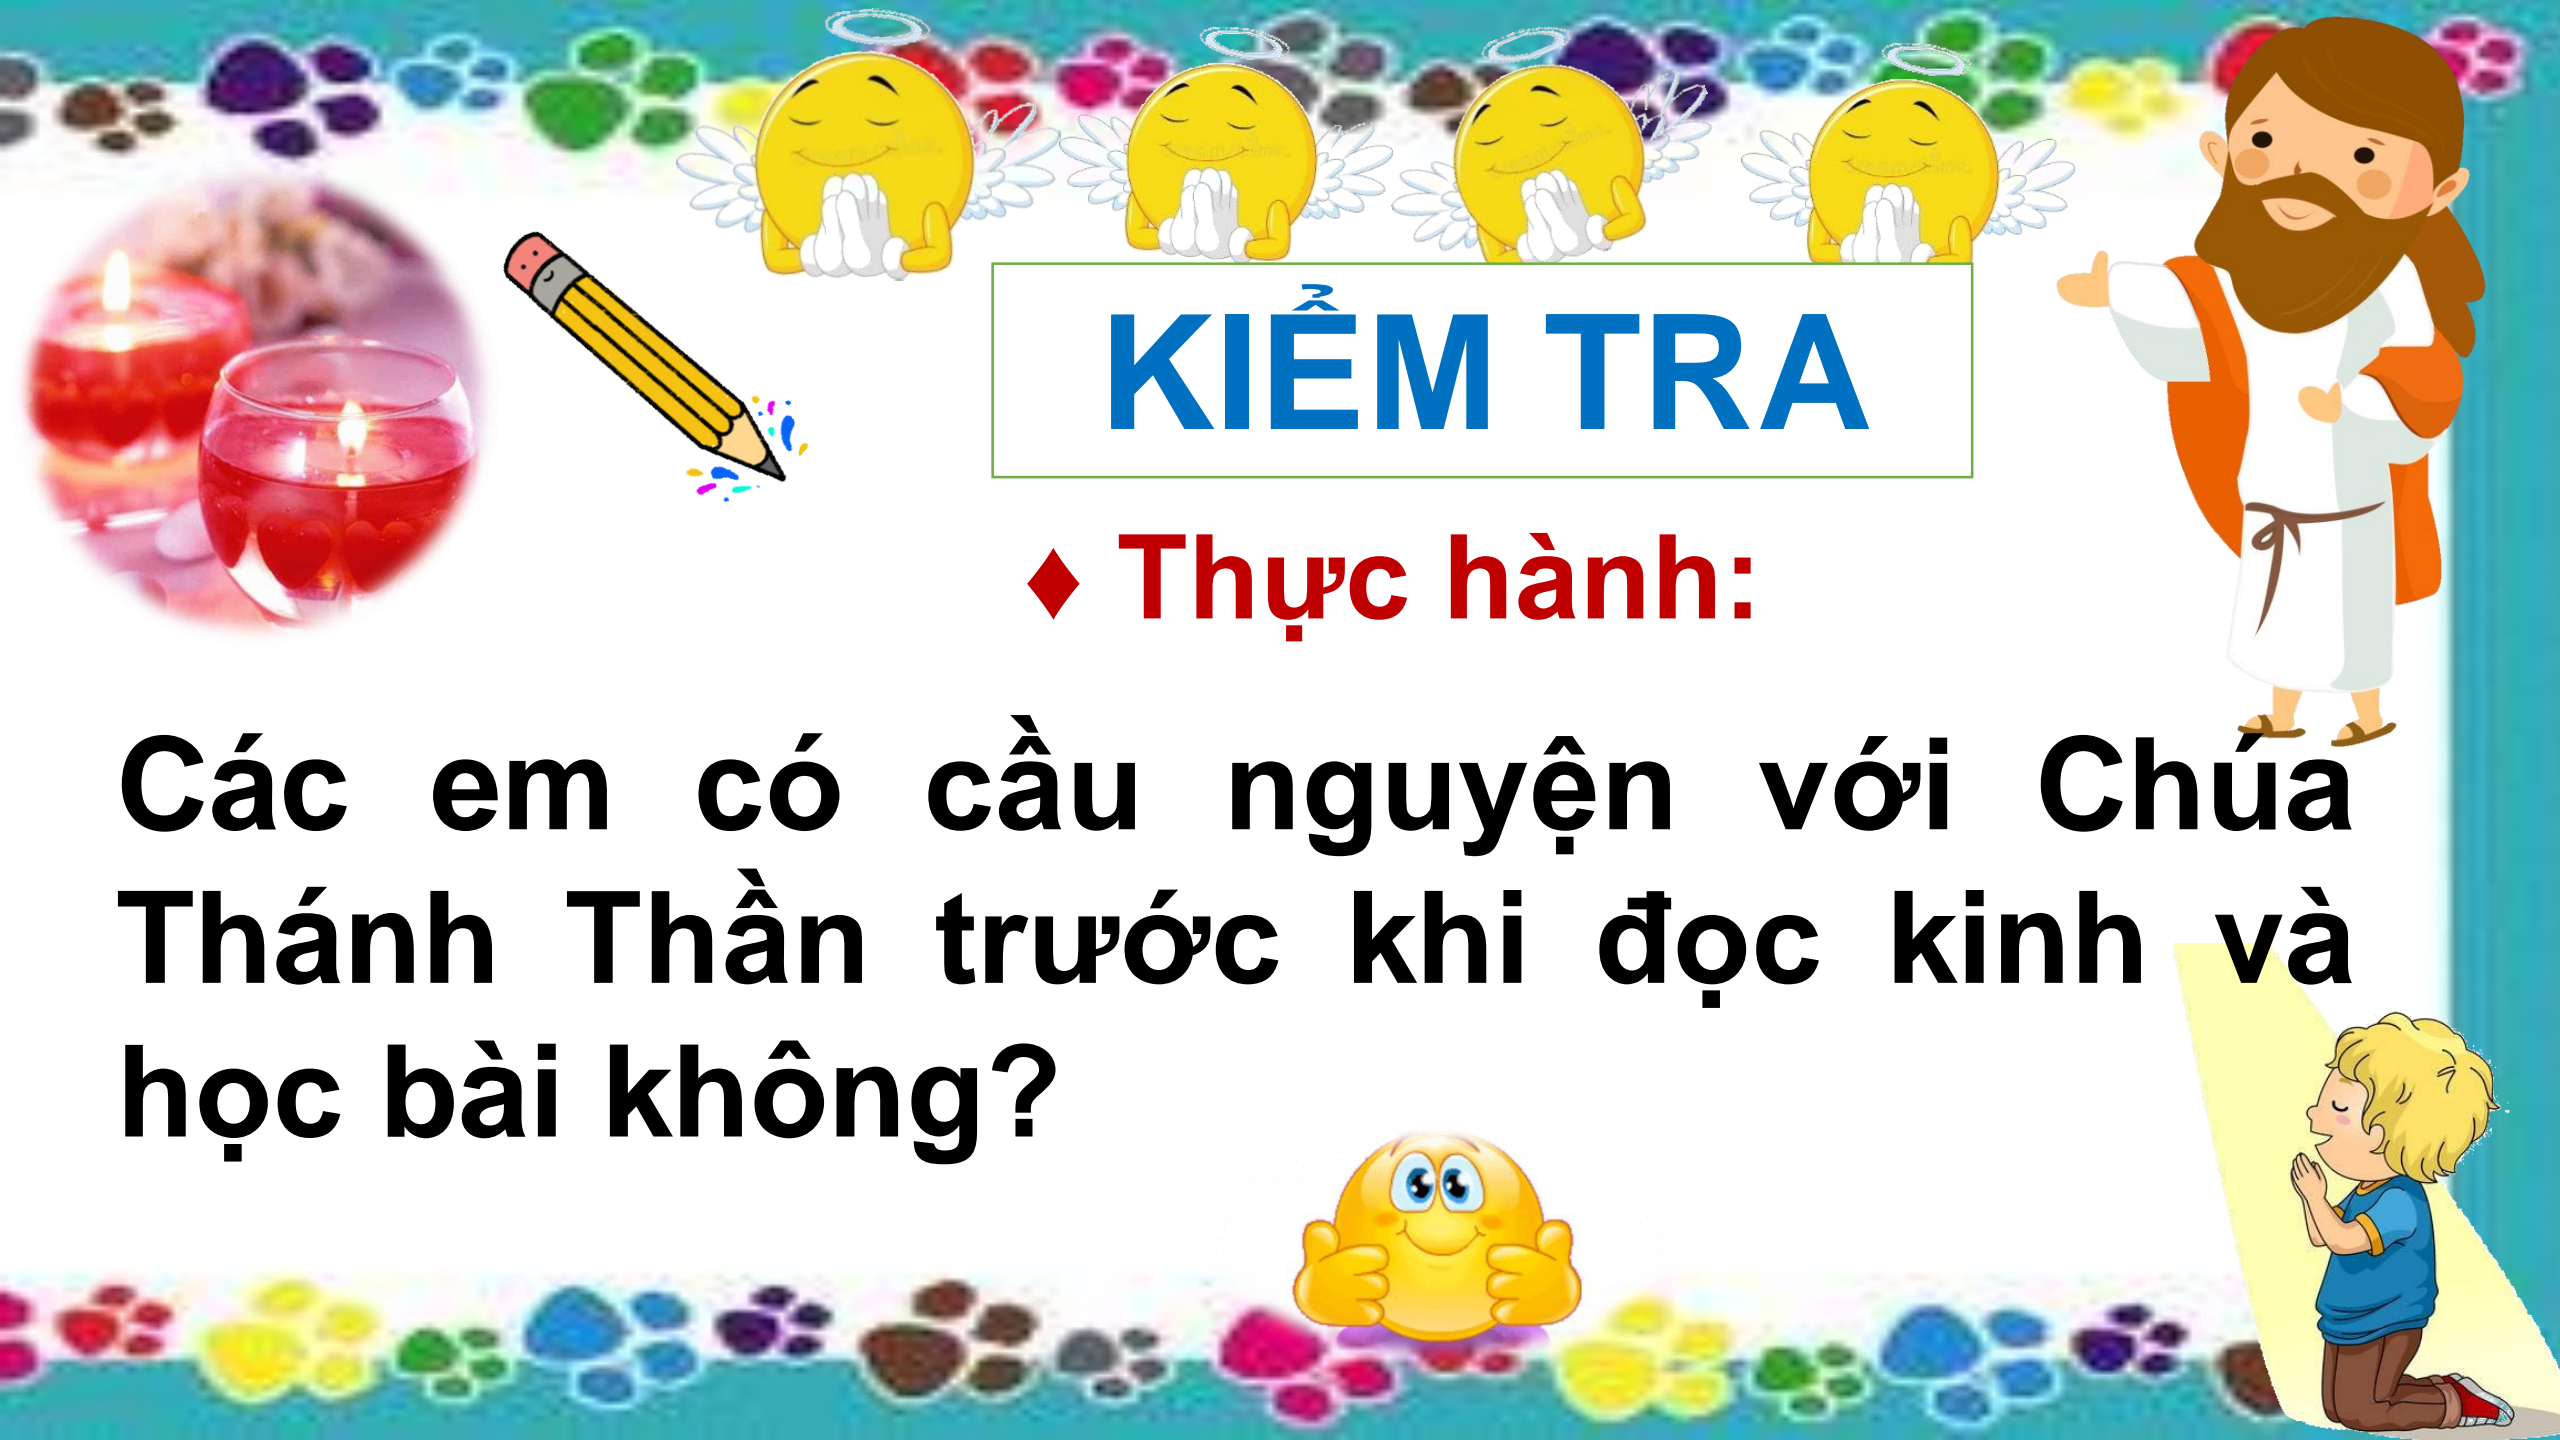 KIỂM TRA
♦ Thực hành:
Các em có cầu nguyện với Chúa
Thánh Thần trước khi đọc kinh và
học bài không?